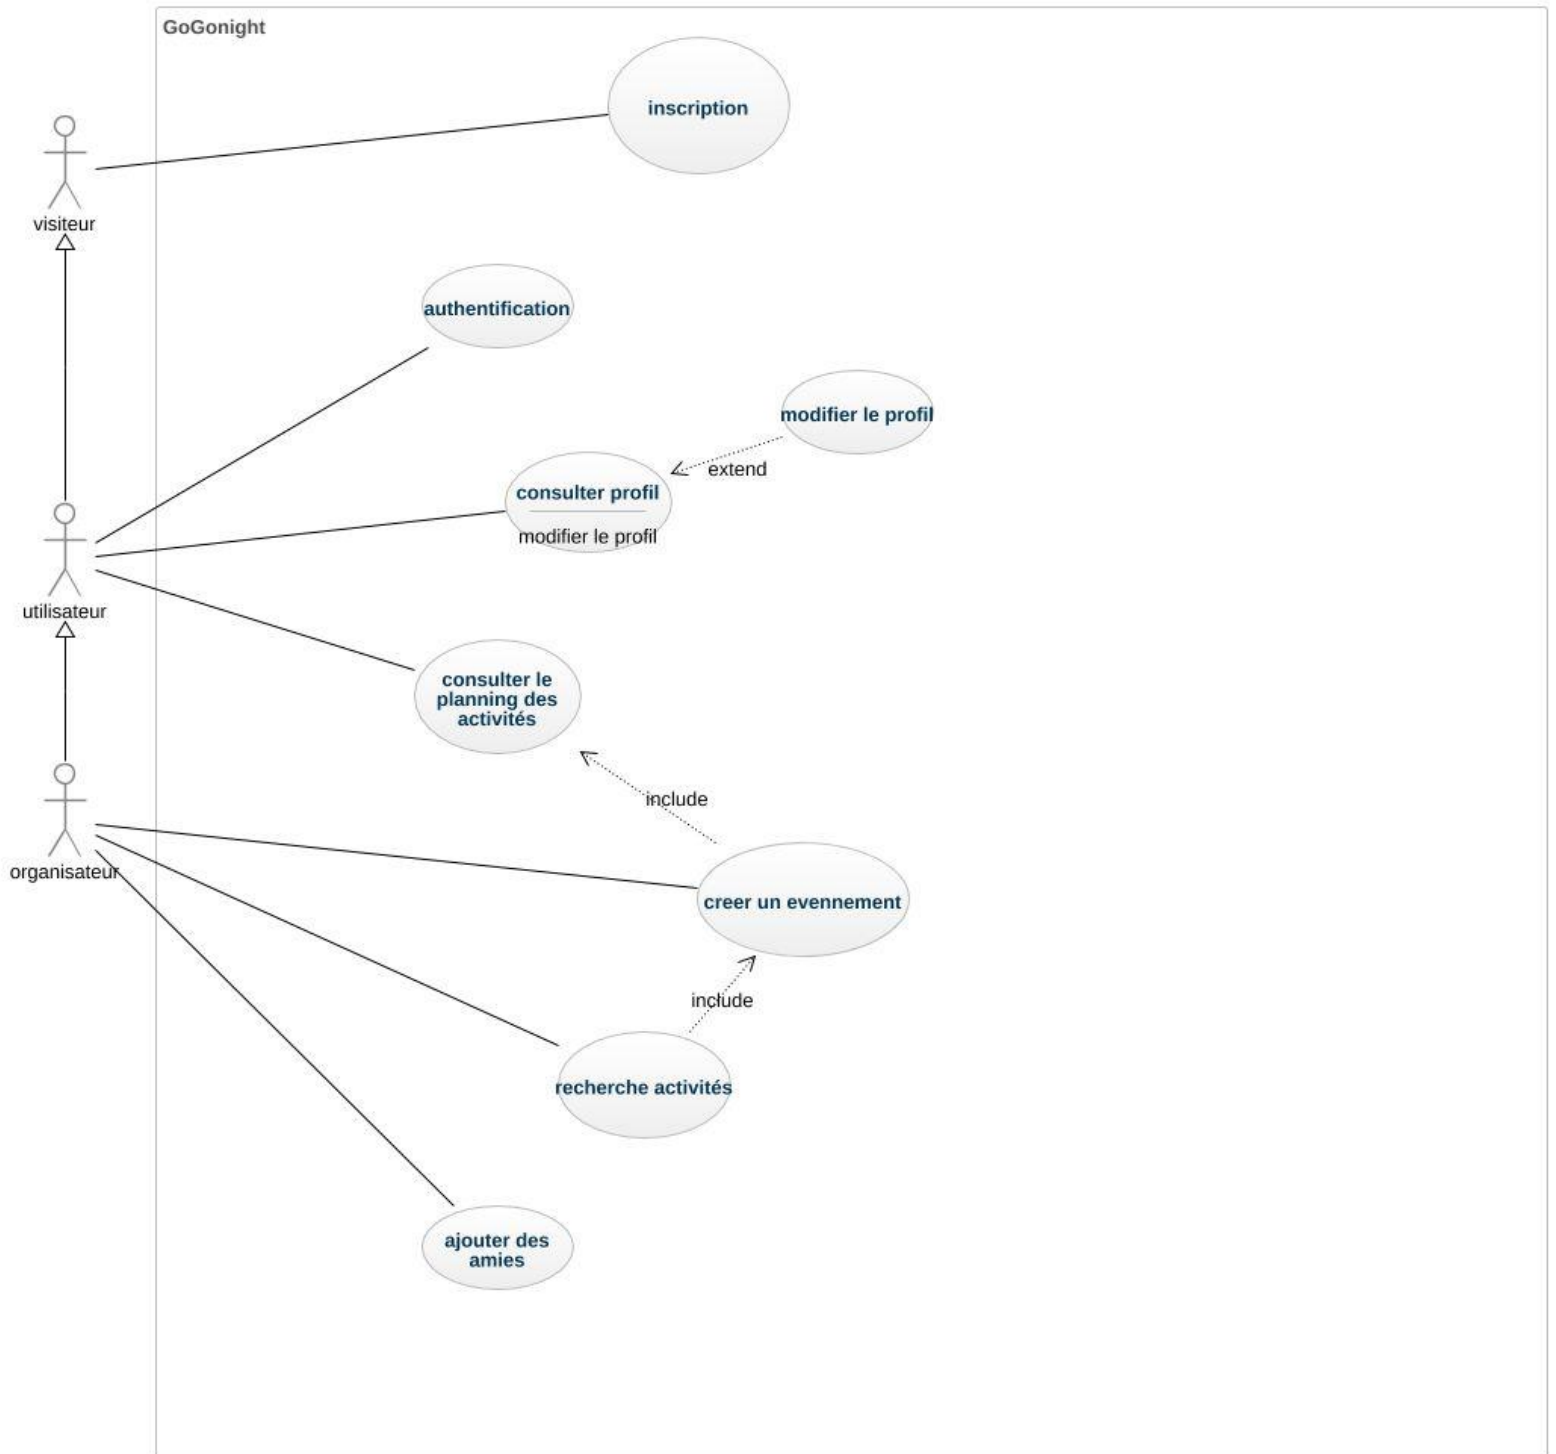 GoGonight
inscription
visiteur
authentification
modifier le profil
extend
consulter profil
modifier le profil
utilisateur
consulter le
planning des
activités
include
organisateur
creer un evennement
include
recherche activités
ajouter des
amies